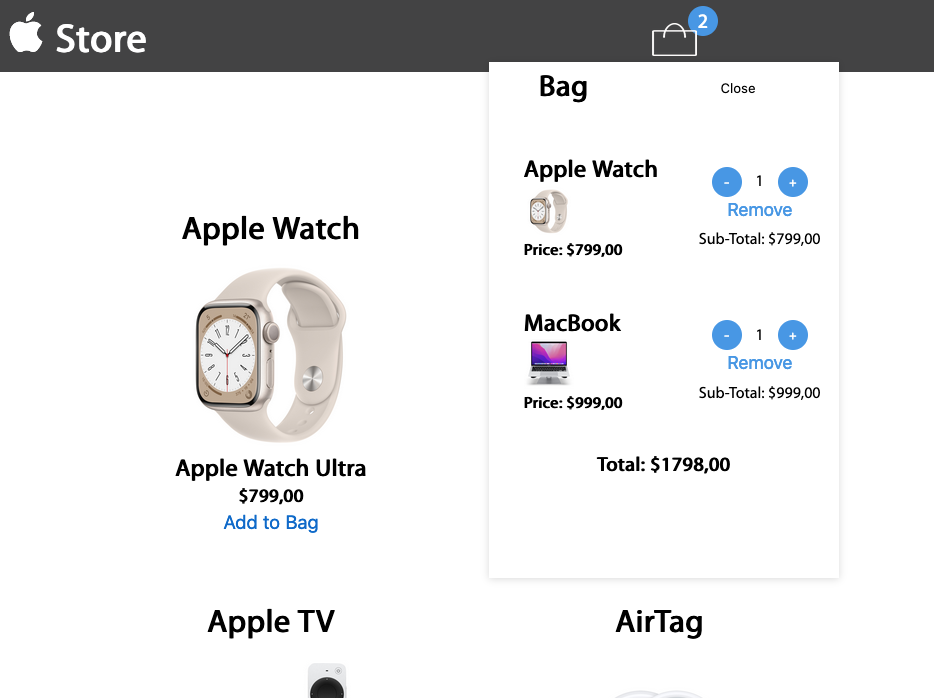 Store
2
Bag
Close
Apple Watch
- 1 +
Remove
Price: $799,00
Sub-Total: $799,00
MacBook
- 1 +
Remove
Price: $999,00
Sub-Total: $999,00
Total: $1798,00
Apple Watch
Apple Watch Ultra
$799,00
Add to Bag
Apple TV
AirTag